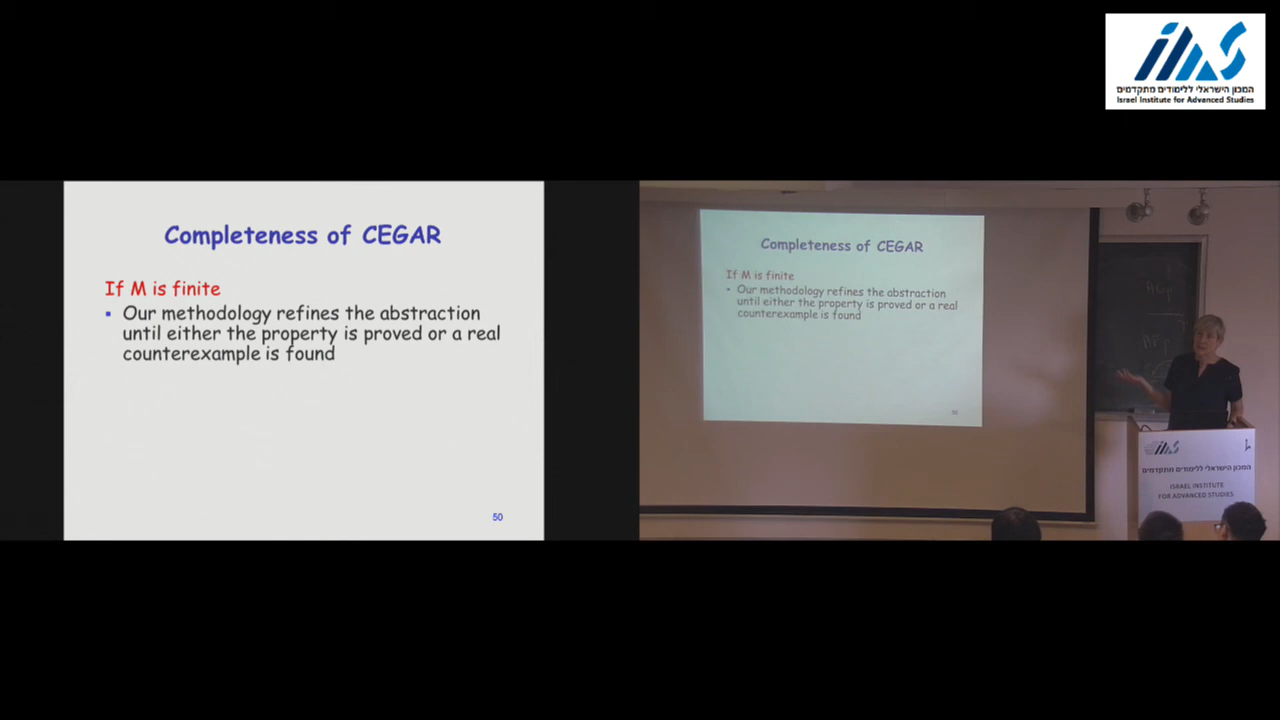 המכון הישראלי ללימודים מתקדמים
Israel Institute for Advanced Studies
Completeness of CEGAR
If M is finite
▪ Our methodology refines the abstraction
until either the property is proved or a real
counterexample is found
50
Completeness of CEGAR
If M is finite
• Our methodology refines the abstraction
until either the property is proved or a real
counterexample is found
50
המכון הישראלי ללימודים מתקדמים
ISRAEL INSTITUTE
FOR ADVANCED STUDIES